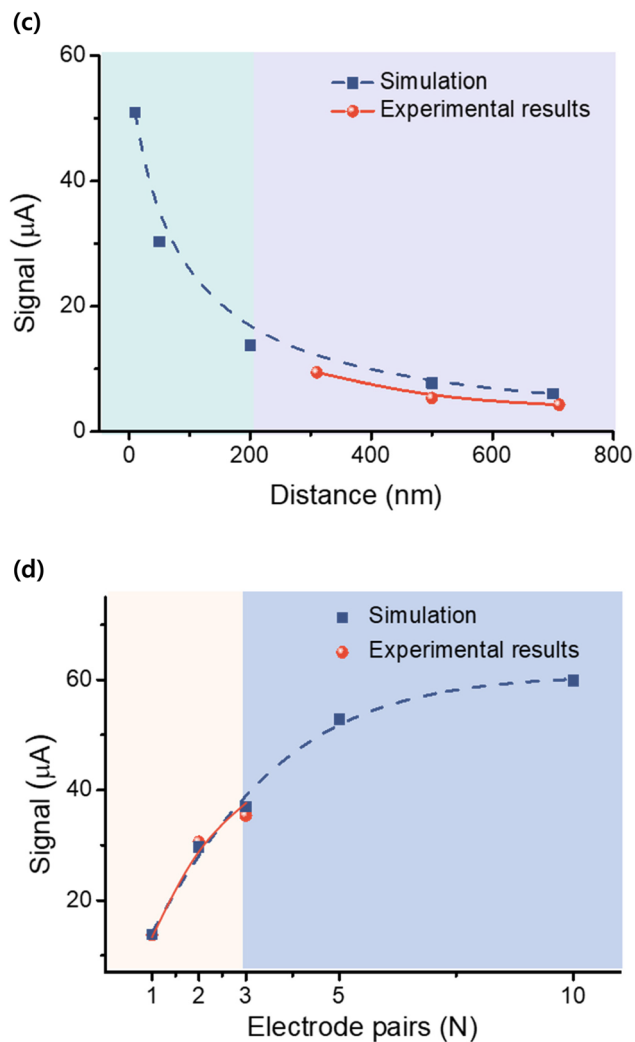 (c)
60
40
20
0
Signal (μA)
Simulation
Experimental results
0 200 400 600 800
Distance (nm)
(d)
60
40
20
Signal (μA)
Simulation
Experimental results
1 2 3 5 10
Electrode pairs (N)